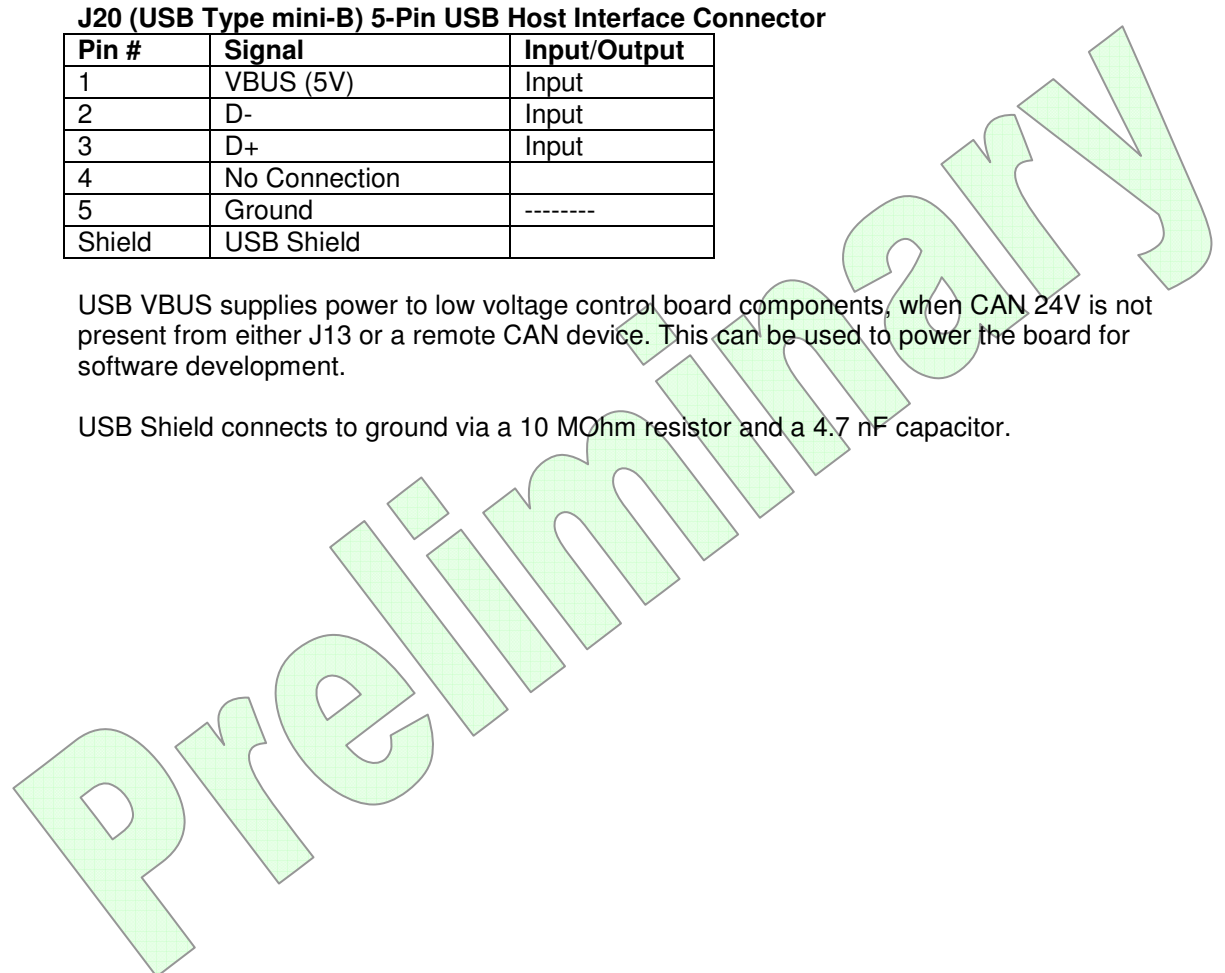 J20 (USB Type mini-B) 5-Pin USB Host Interface Connector
Pin # Signal Input/Output
1 VBUS (5V) Input
2 D- Input
3 D+ Input
4 No Connection
5 Ground --------
Shield USB Shield
USB VBUS supplies power to low voltage control board components, when CAN 24V is not
present from either J13 or a remote CAN device. This can be used to power the board for
software development.
USB Shield connects to ground via a 10 MOhm resistor and a 4.7 nF capacitor.
Preliminary